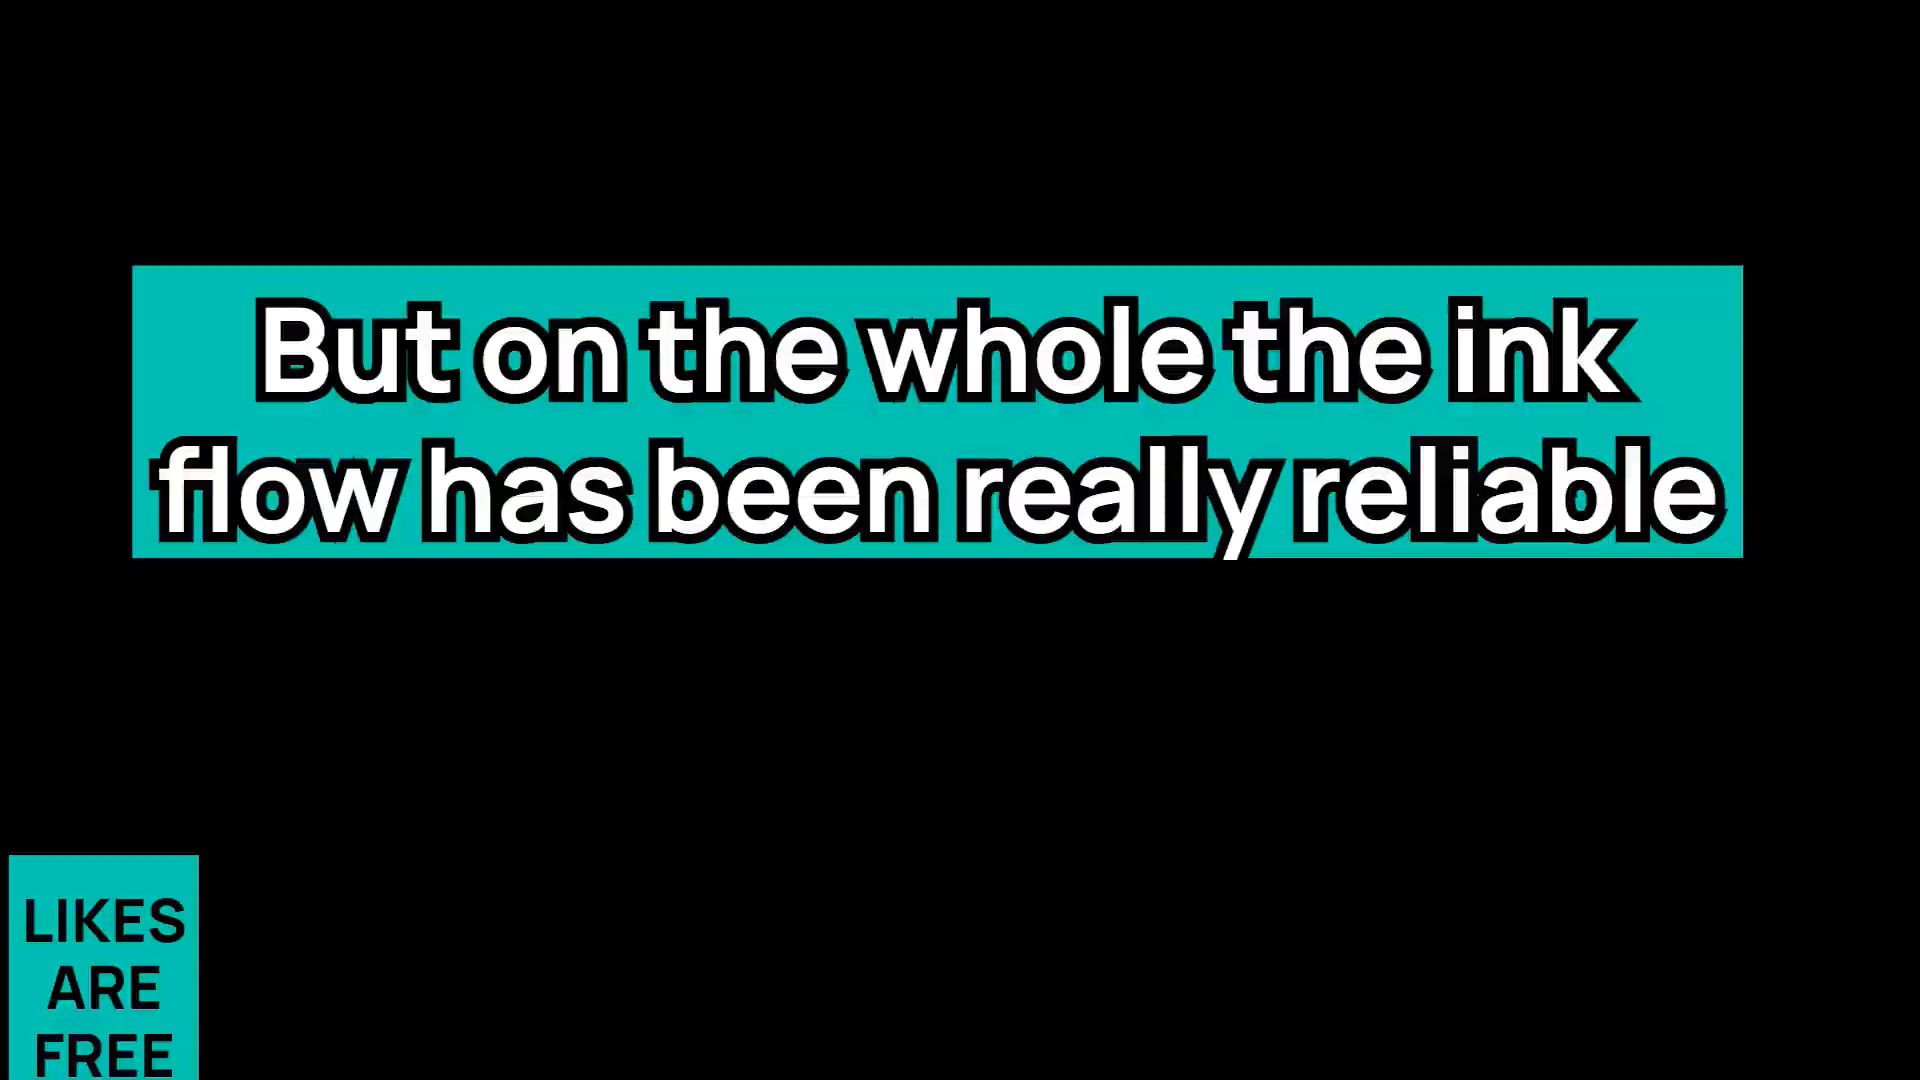 But on the whole the ink
flow has been really reliable
LIKES
ARE
FREE